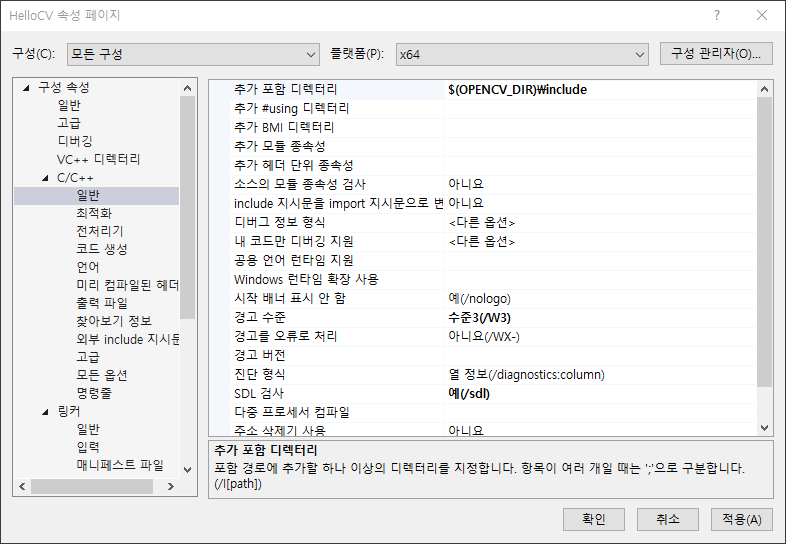 HelloCV 속성 페이지
구성(C): 모든 구성 플랫폼(P): x64 구성 관리자(O)...
구성 속성
일반
고급
디버깅
VC++ 디렉터리
C/C++
일반
최적화
전처리기
코드 생성
언어
미리 컴파일된 헤더
출력 파일
찾아보기 정보
외부 include 지시문
고급
모든 옵션
명령줄
링커
일반
입력
매니페스트 파일
추가 포함 디렉터리 $(OPENCV_DIR)₩include
추가 #using 디렉터리
추가 BMI 디렉터리
추가 모듈 종속성
추가 헤더 단위 종속성
소스의 모듈 종속성 검사 아니요
include 지시문을 import 지시문으로 변 아니요
디버그 정보 형식 <다른 옵션>
내 코드만 디버깅 지원 <다른 옵션>
공용 언어 런타임 지원
Windows 런타임 확장 사용
시작 배너 표시 안 함 예(/nologo)
경고 수준 수준3(/W3)
경고를 오류로 처리 아니요(/WX-)
경고 버전
진단 형식 열 정보(/diagnostics:column)
SDL 검사 예(/sdl)
다중 프로세서 컴파일
주소 삭제기 사용 아니요
추가 포함 디렉터리
포함 경로에 추가할 하나 이상의 디렉터리를 지정합니다. 항목이 여러 개일 때는 ';'으로 구분합니다.
(/I[path])
확인 취소 적용(A)